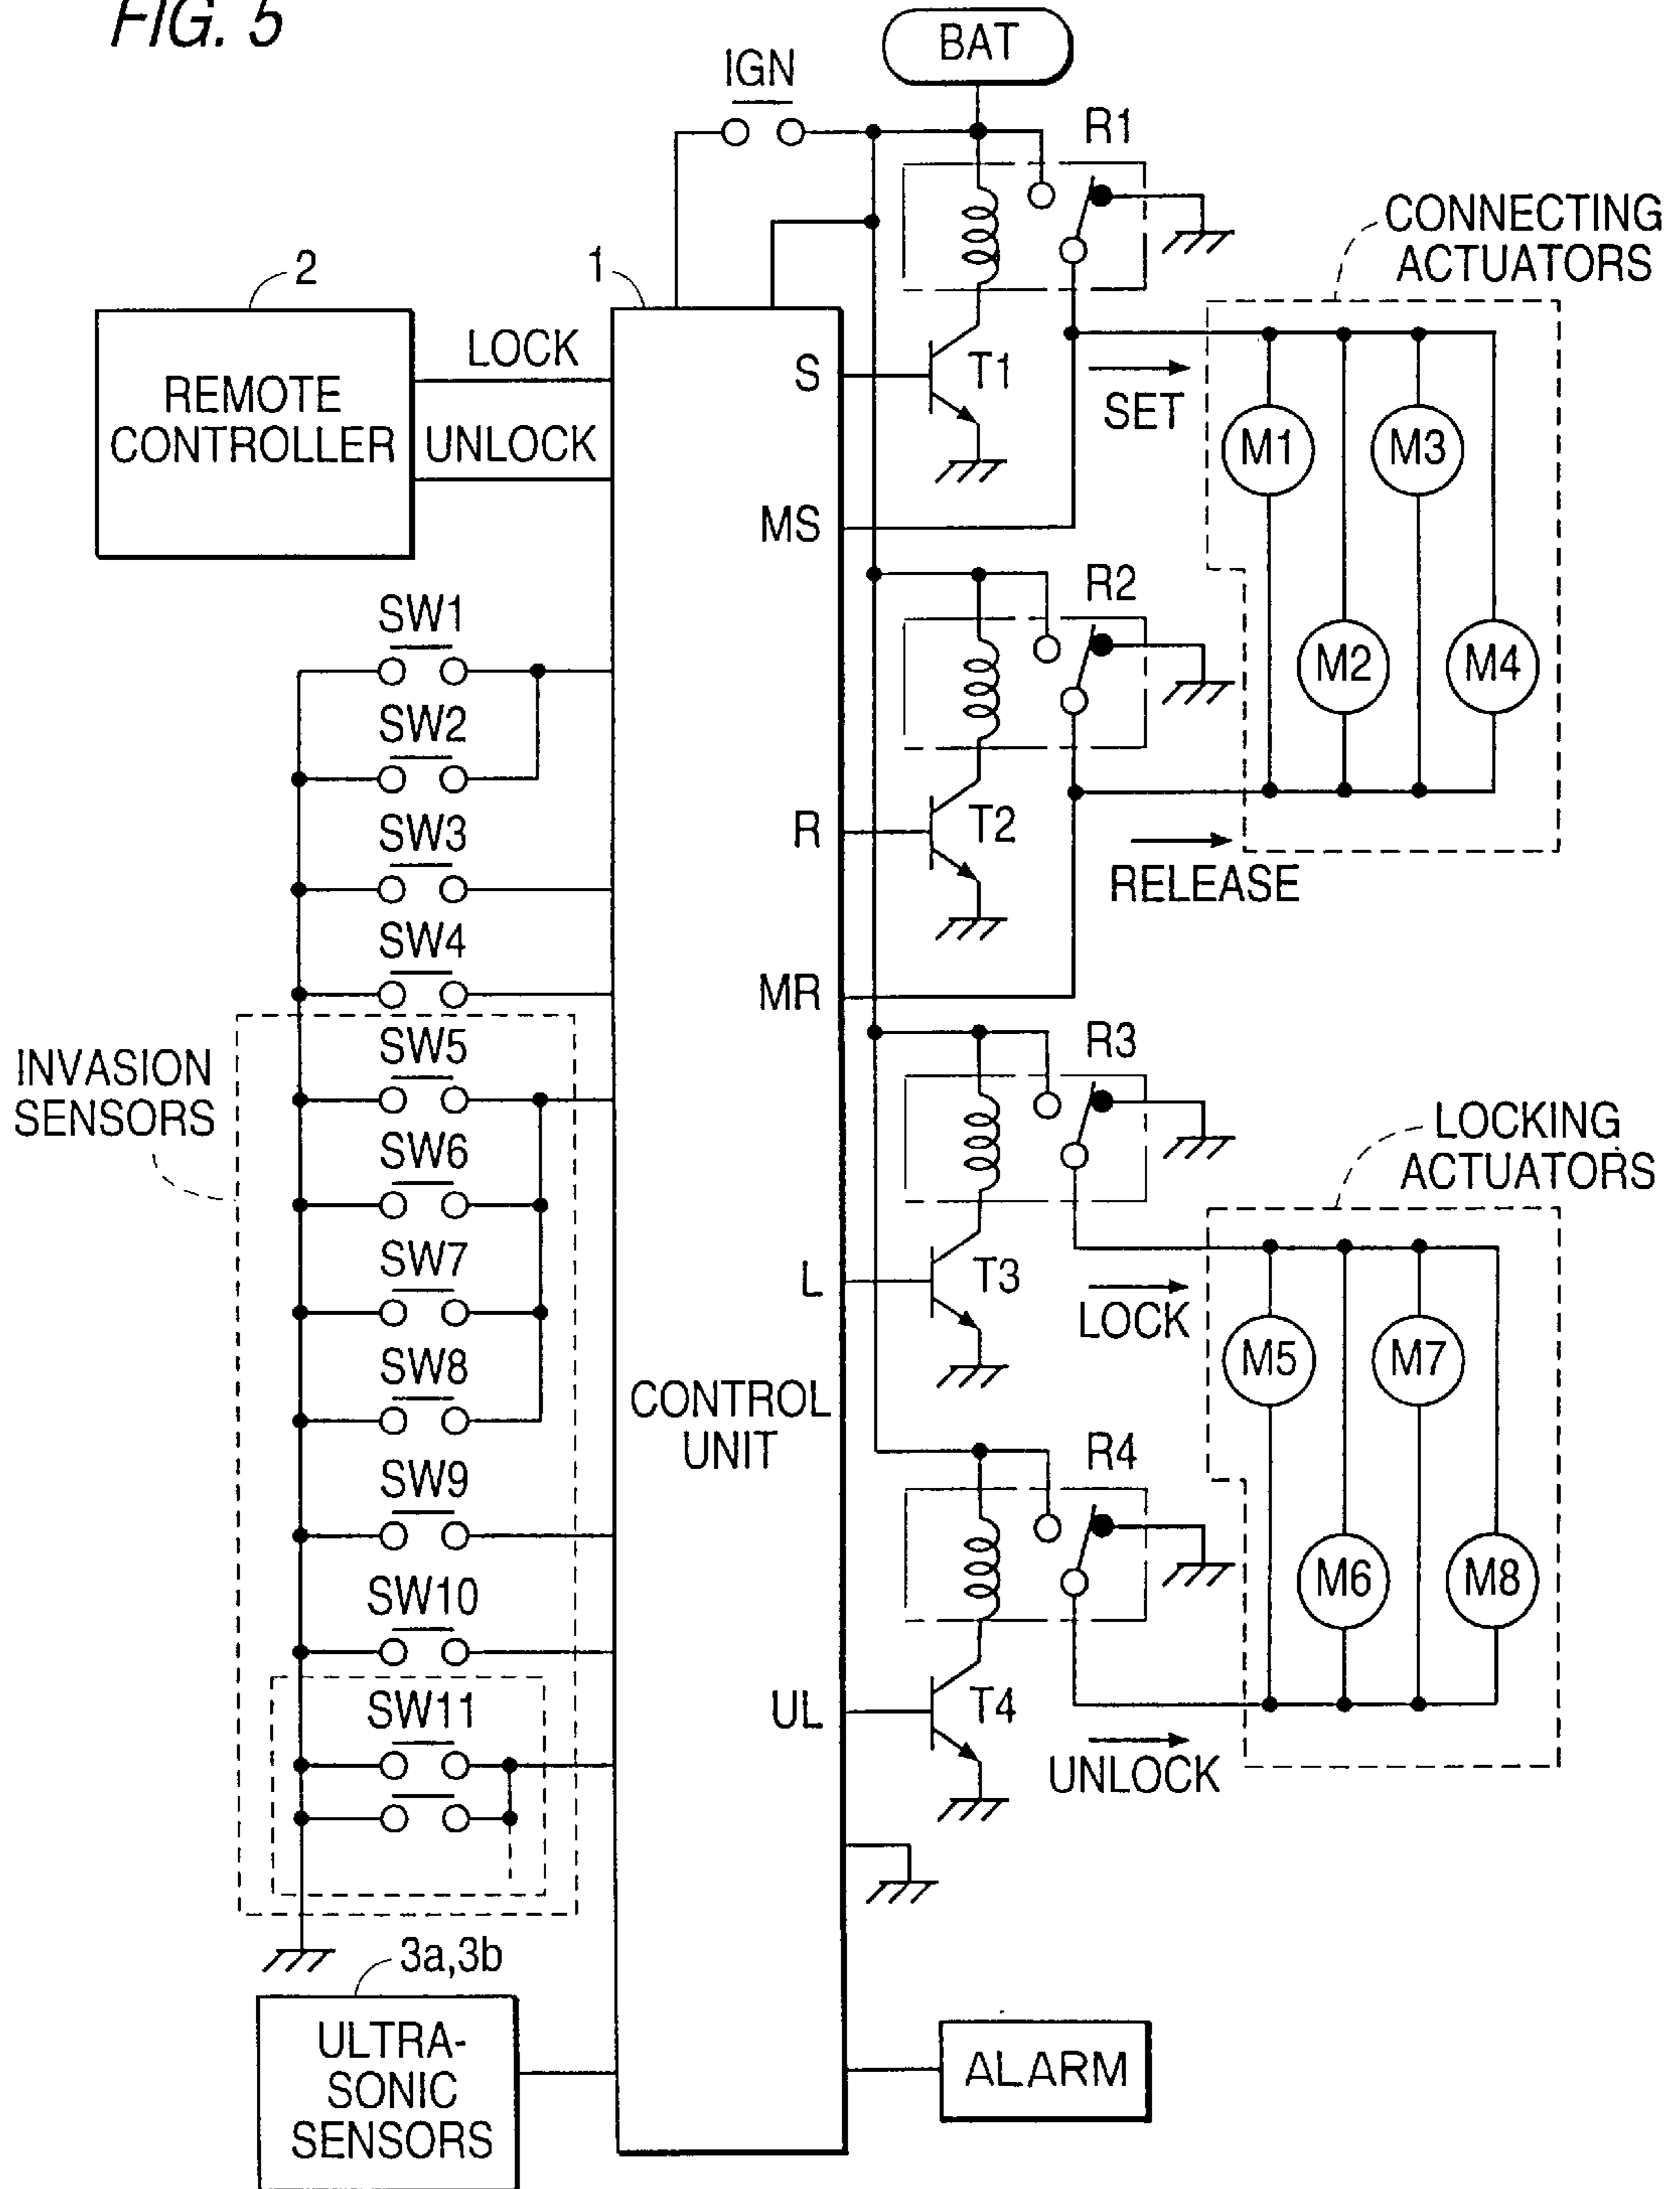 FIG. 5
BAT
IGN
R1
CONNECTING
ACTUATORS
2
1
REMOTE
CONTROLLER
LOCK
UNLOCK
S
T1
SET
M1
M3
MS
R2
M2
M4
SW1
SW2
SW3
SW4
R
T2
RELEASE
MR
R3
INVASION
SENSORS
SW5
SW6
SW7
SW8
SW9
SW10
SW11
LOCKING
ACTUATORS
L
T3
LOCK
M5
M7
CONTROL
UNIT
R4
M6
M8
UL
T4
UNLOCK
3a,3b
ULTRA-
SONIC
SENSORS
ALARM